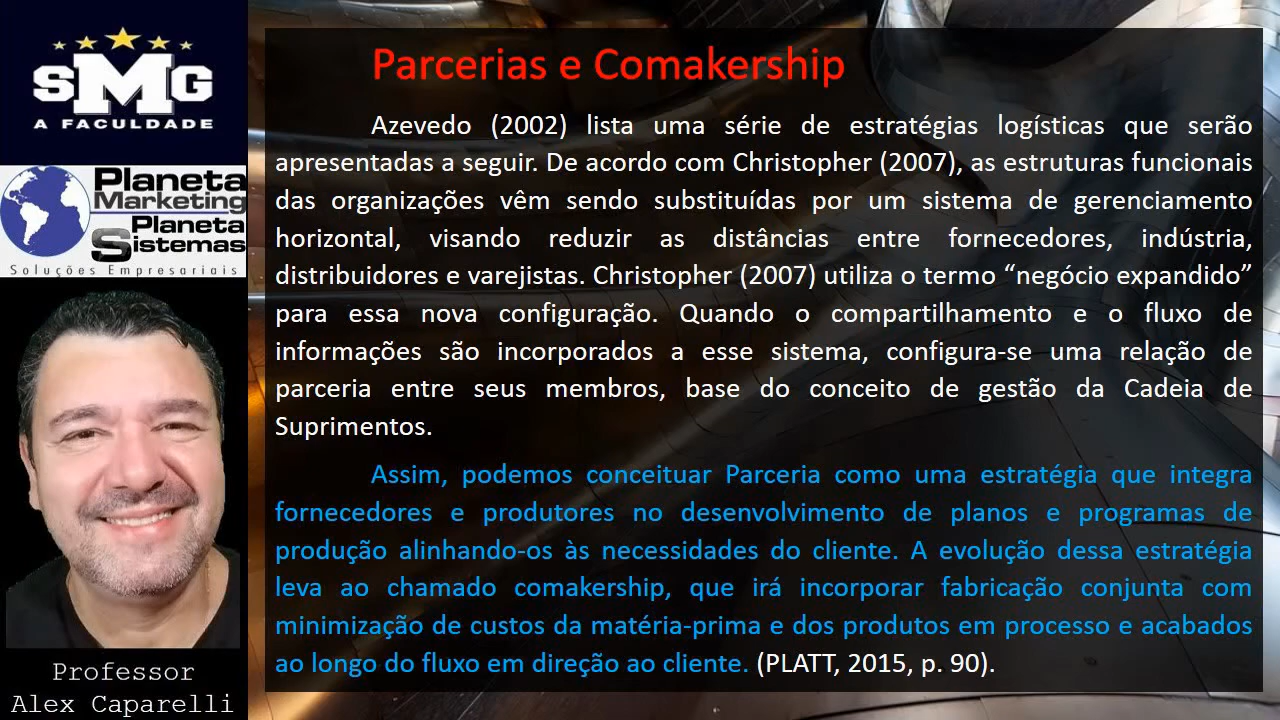 SMG
A FACULDADE
Planeta
Marketing
Planeta
Sistemas
Soluções Empresariais
Professor
Alex Caparelli
Parcerias e Comakership
Azevedo (2002) lista uma série de estratégias logísticas que serão
apresentadas a seguir. De acordo com Christopher (2007), as estruturas funcionais
das organizações vêm sendo substituídas por um sistema de gerenciamento
horizontal, visando reduzir as distâncias entre fornecedores, indústria,
distribuidores e varejistas. Christopher (2007) utiliza o termo “negócio expandido”
para essa nova configuração. Quando o compartilhamento e o fluxo de
informações são incorporados a esse sistema, configura-se uma relação de
parceria entre seus membros, base do conceito de gestão da Cadeia de
Suprimentos.
Assim, podemos conceituar Parceria como uma estratégia que integra
fornecedores e produtores no desenvolvimento de planos e programas de
produção alinhando-os às necessidades do cliente. A evolução dessa estratégia
leva ao chamado comakership, que irá incorporar fabricação conjunta com
minimização de custos da matéria-prima e dos produtos em processo e acabados
ao longo do fluxo em direção ao cliente. (PLATT, 2015, p. 90).